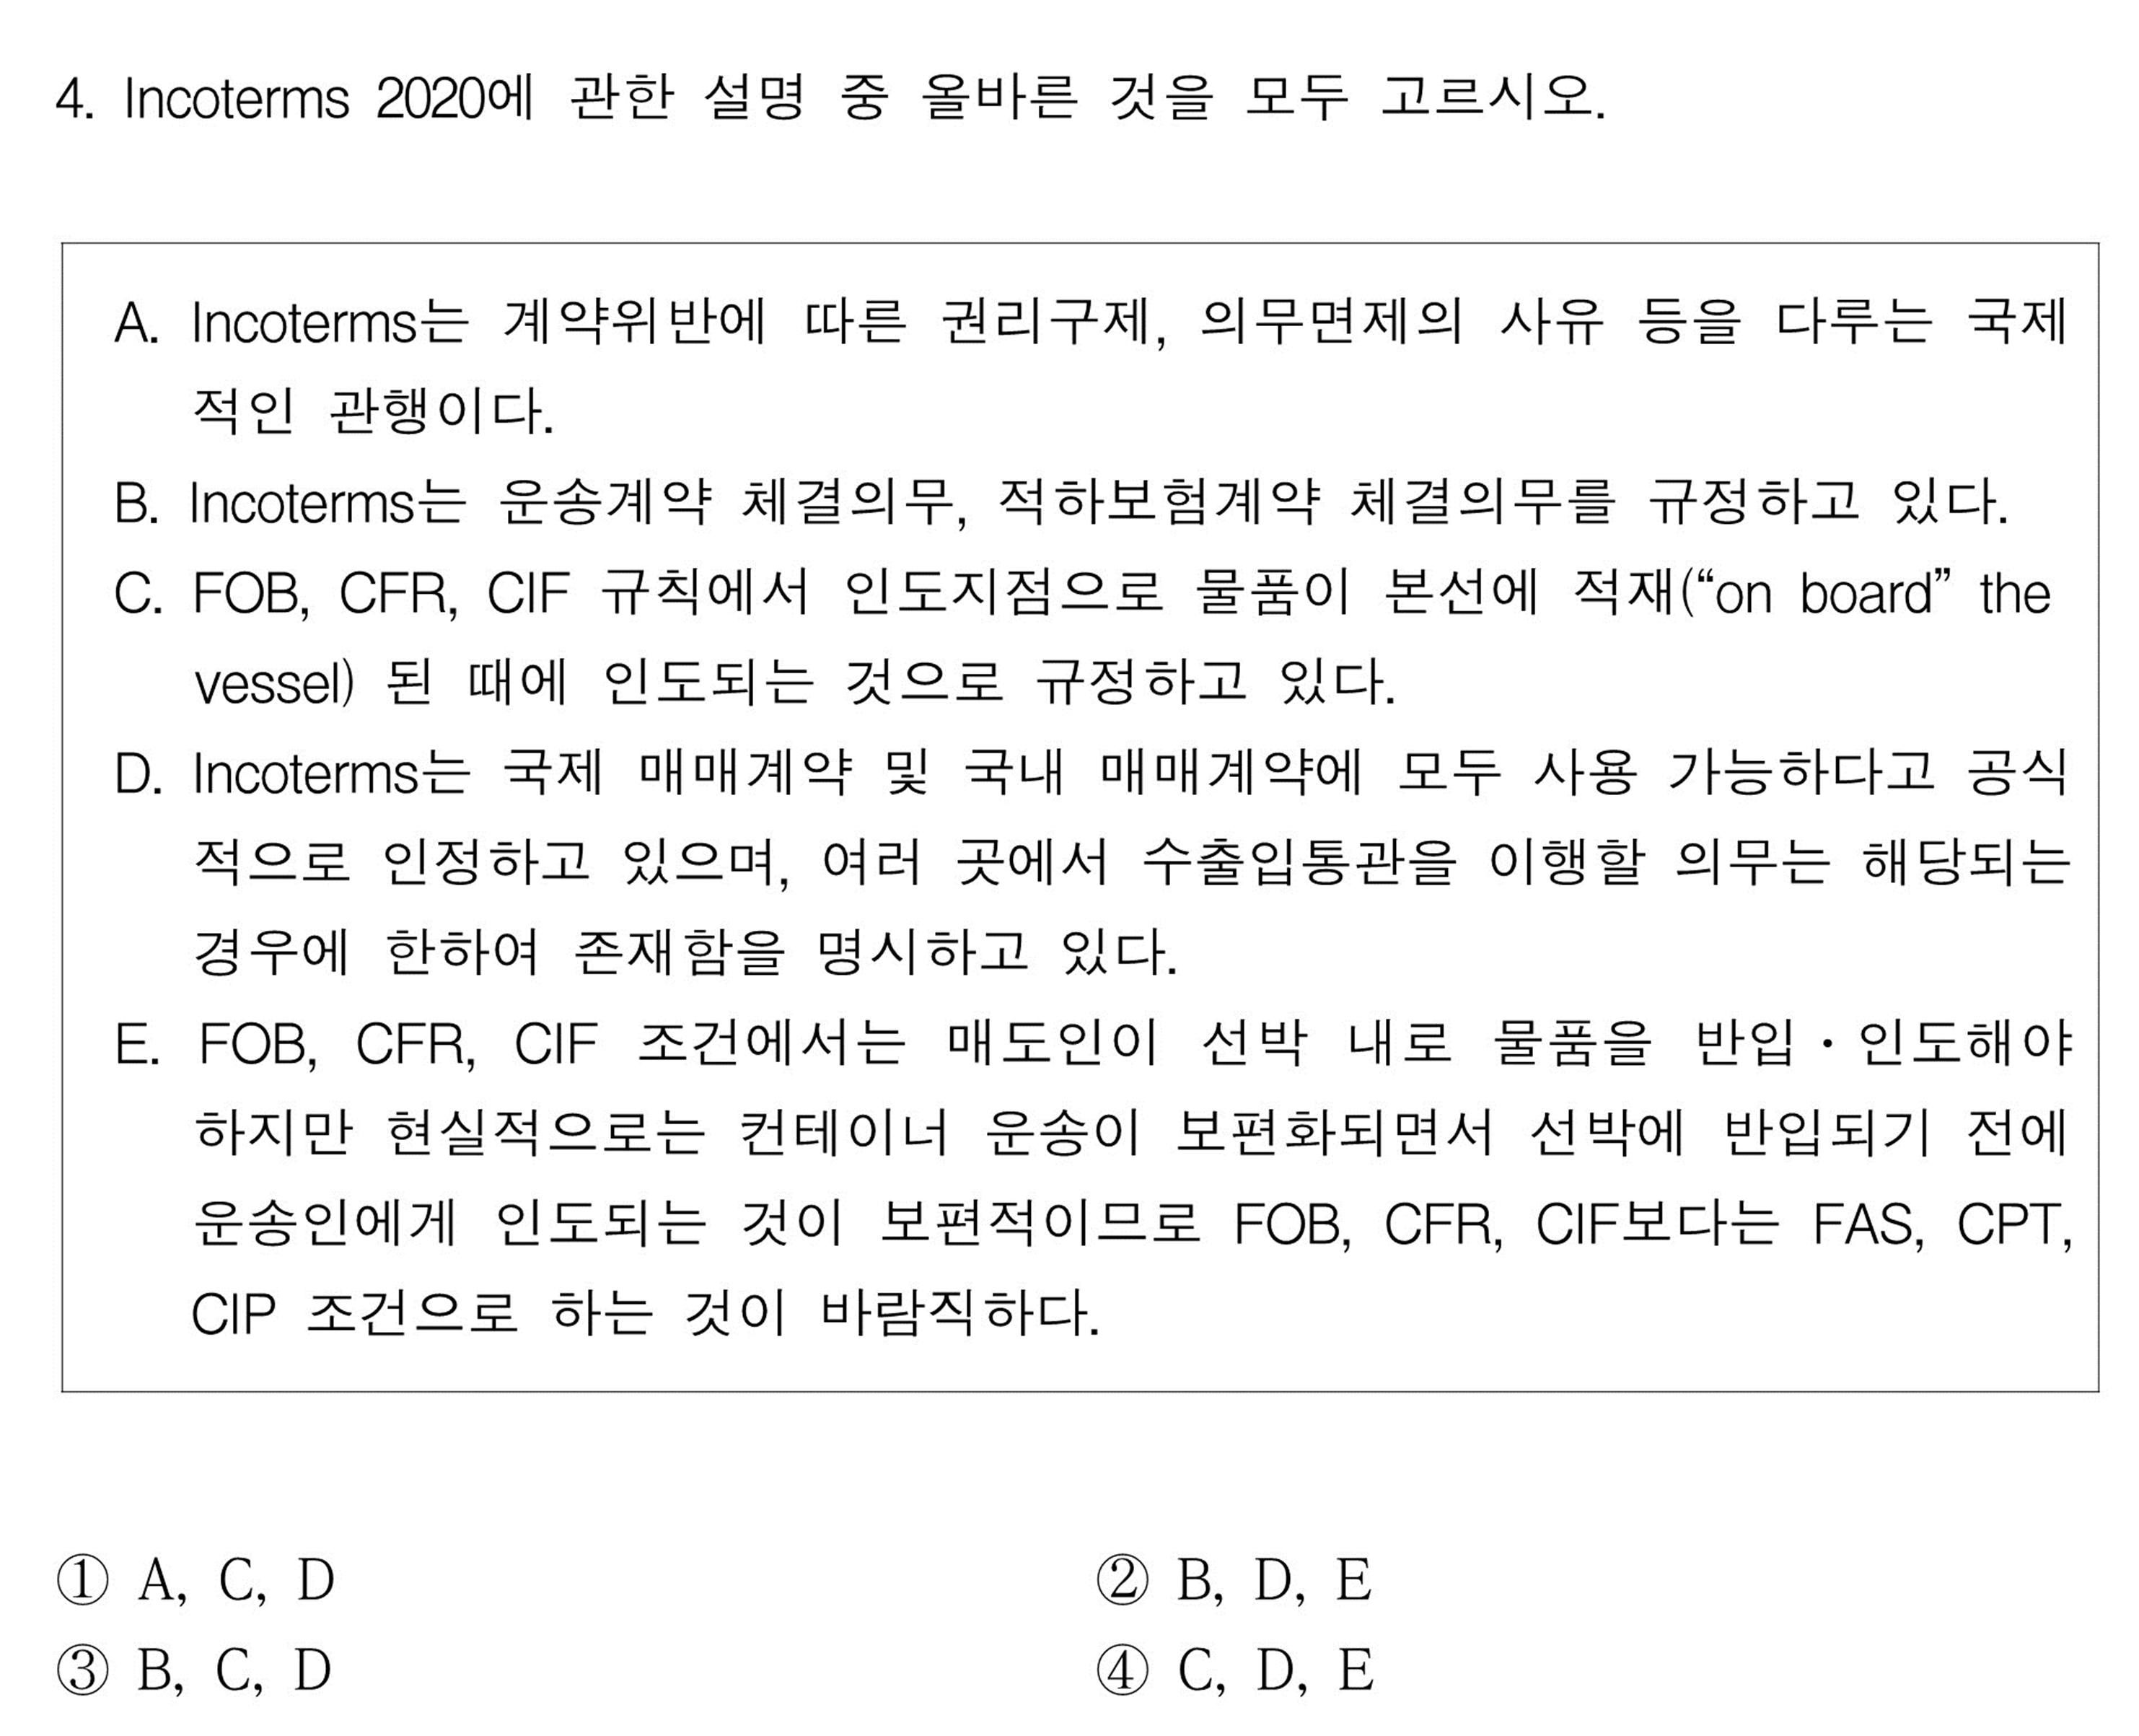 4. Incoterms 2020에 관한 설명 중 올바른 것을 모두 고르시오.
A. Incoterms는 계약위반에 따른 권리구제, 의무면제의 사유 등을 다루는 국제
적인 관행이다.
B. Incoterms는 운송계약 체결의무, 적하보험계약 체결의무를 규정하고 있다.
C. FOB, CFR, CIF 규칙에서 인도지점으로 물품이 본선에 적재(“on board” the
vessel) 된 때에 인도되는 것으로 규정하고 있다.
D. Incoterms는 국제 매매계약 및 국내 매매계약에 모두 사용 가능하다고 공식
적으로 인정하고 있으며, 여러 곳에서 수출입통관을 이행할 의무는 해당되는
경우에 한하여 존재함을 명시하고 있다.
E. FOB, CFR, CIF 조건에서는 매도인이 선박 내로 물품을 반입·인도해야
하지만 현실적으로는 컨테이너 운송이 보편화되면서 선박에 반입되기 전에
운송인에게 인도되는 것이 보편적이므로 FOB, CFR, CIF보다는 FAS, CPT,
CIP 조건으로 하는 것이 바람직하다.
① A, C, D ② B, D, E
③ B, C, D ④ C, D, E